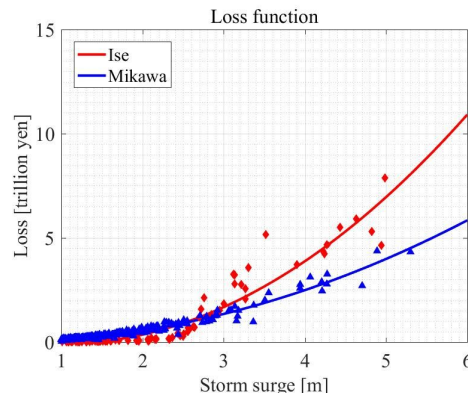 Loss function
15
Ise
Mikawa
10
Loss [trillion yen]
5
0
1 2 3 4 5 6
Storm surge [m]